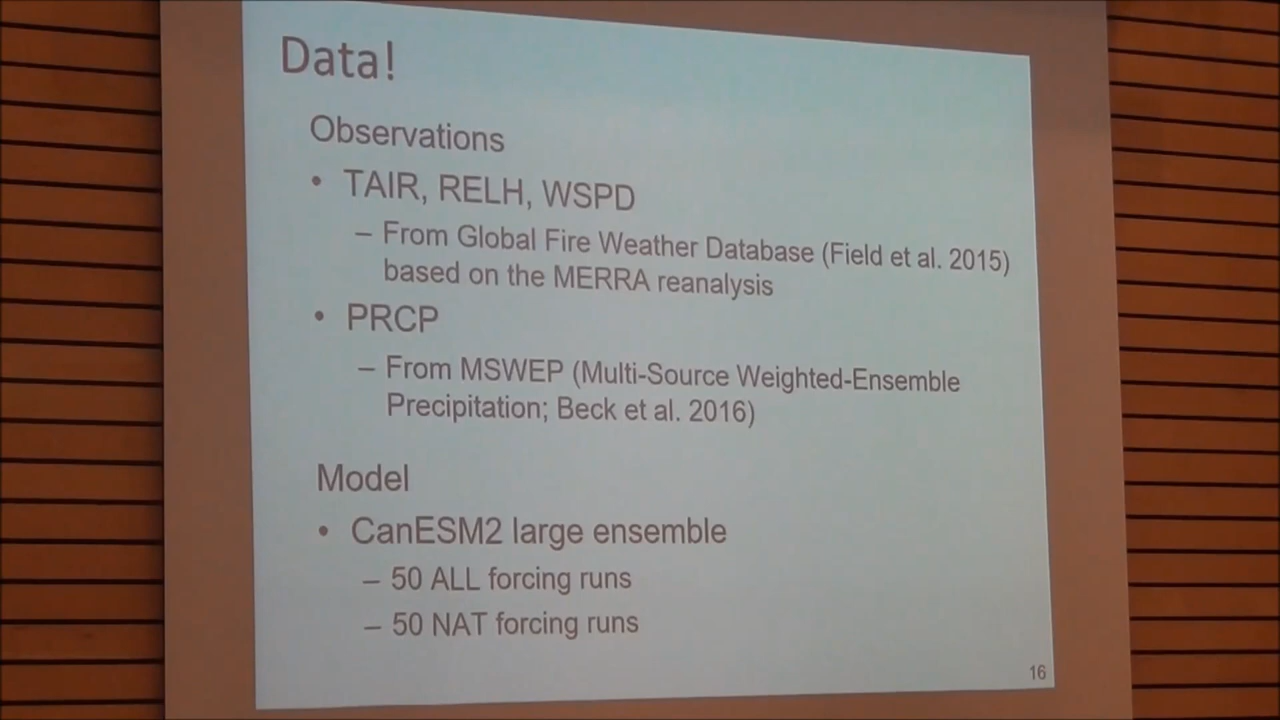 Data!
Observations
• TAIR, RELH, WSPD
– From Global Fire Weather Database (Field et al. 2015)
based on the MERRA reanalysis
• PRCP
– From MSWEP (Multi-Source Weighted-Ensemble
Precipitation; Beck et al. 2016)
Model
• CanESM2 large ensemble
– 50 ALL forcing runs
– 50 NAT forcing runs
16